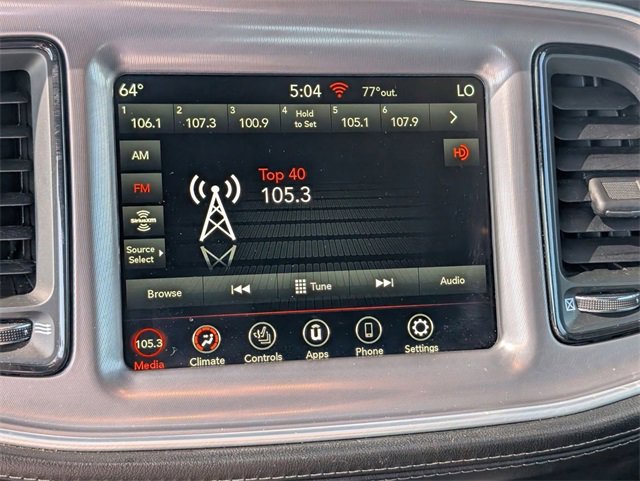 64° 5:04 77°out. LO
1 106.1 2 107.3 3 100.9 4 Hold to Set 5 105.1 6 107.9
AM
FM
SiriusXM
Source
Select
HD
Top 40
105.3
Browse Tune Audio
105.3
Media Climate Controls Apps Phone Settings